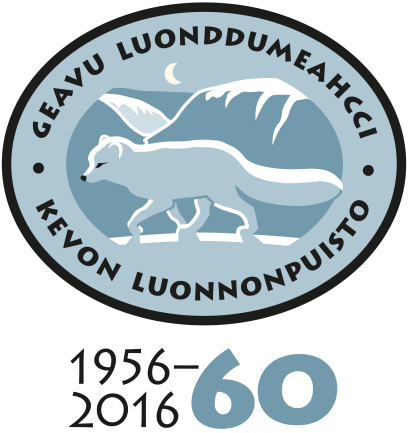 GEAVU LUONDDUMEAHCCI
KEVON LUONNONPUISTO
1956–
2016
60